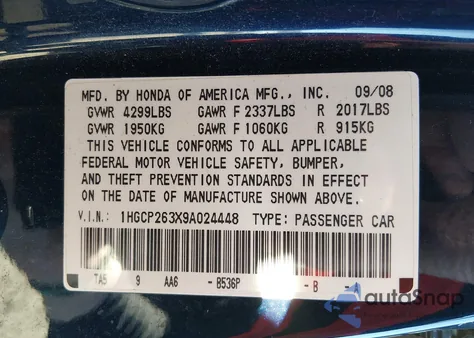 MFD. BY HONDA OF AMERICA MFG., INC. 09/08
GVWR 4299LBS GAWR F 2337LBS R 2017LBS
GVWR 1950KG GAWR F 1060KG R 915KG
THIS VEHICLE CONFORMS TO ALL APPLICABLE
FEDERAL MOTOR VEHICLE SAFETY, BUMPER,
AND THEFT PREVENTION STANDARDS IN EFFECT
ON THE DATE OF MANUFACTURE SHOWN ABOVE.
V.I.N.: 1HGCP263X9A024448 TYPE: PASSENGER CAR
TA5 9 AA6 -B536P -B -A
autoSnap